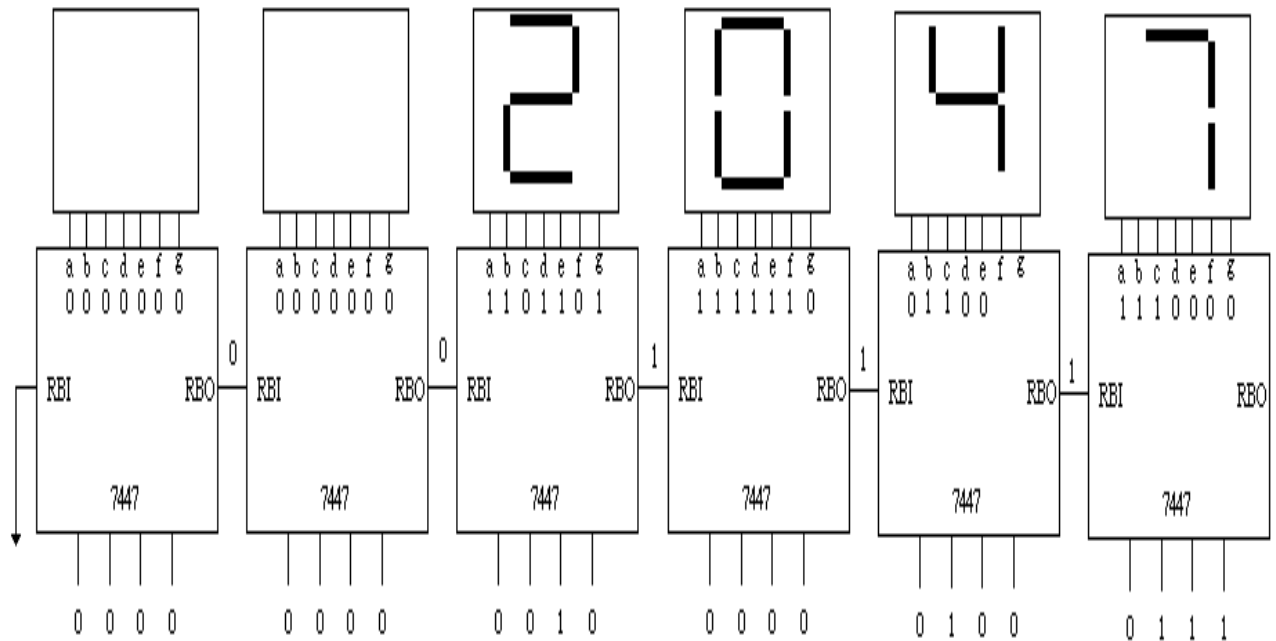 2 0 4 7
a b c d e f g a b c d e f g a b c d e f g a b c d e f g a b c d e f g a b c d e f g
0 0 0 0 0 0 0 0 0 0 0 0 0 0 1 1 0 1 1 0 1 1 1 1 1 1 1 0 0 1 1 0 0 1 1 1 0 0 0 0
0 0 1 1 1
RBI RBO RBI RBO RBI RBO RBI RBO RBI RBO RBI RBO
7447 7447 7447 7447 7447 7447
0 0 0 0 0 0 0 0 0 0 1 0 0 0 0 0 0 1 0 0 0 1 1 1